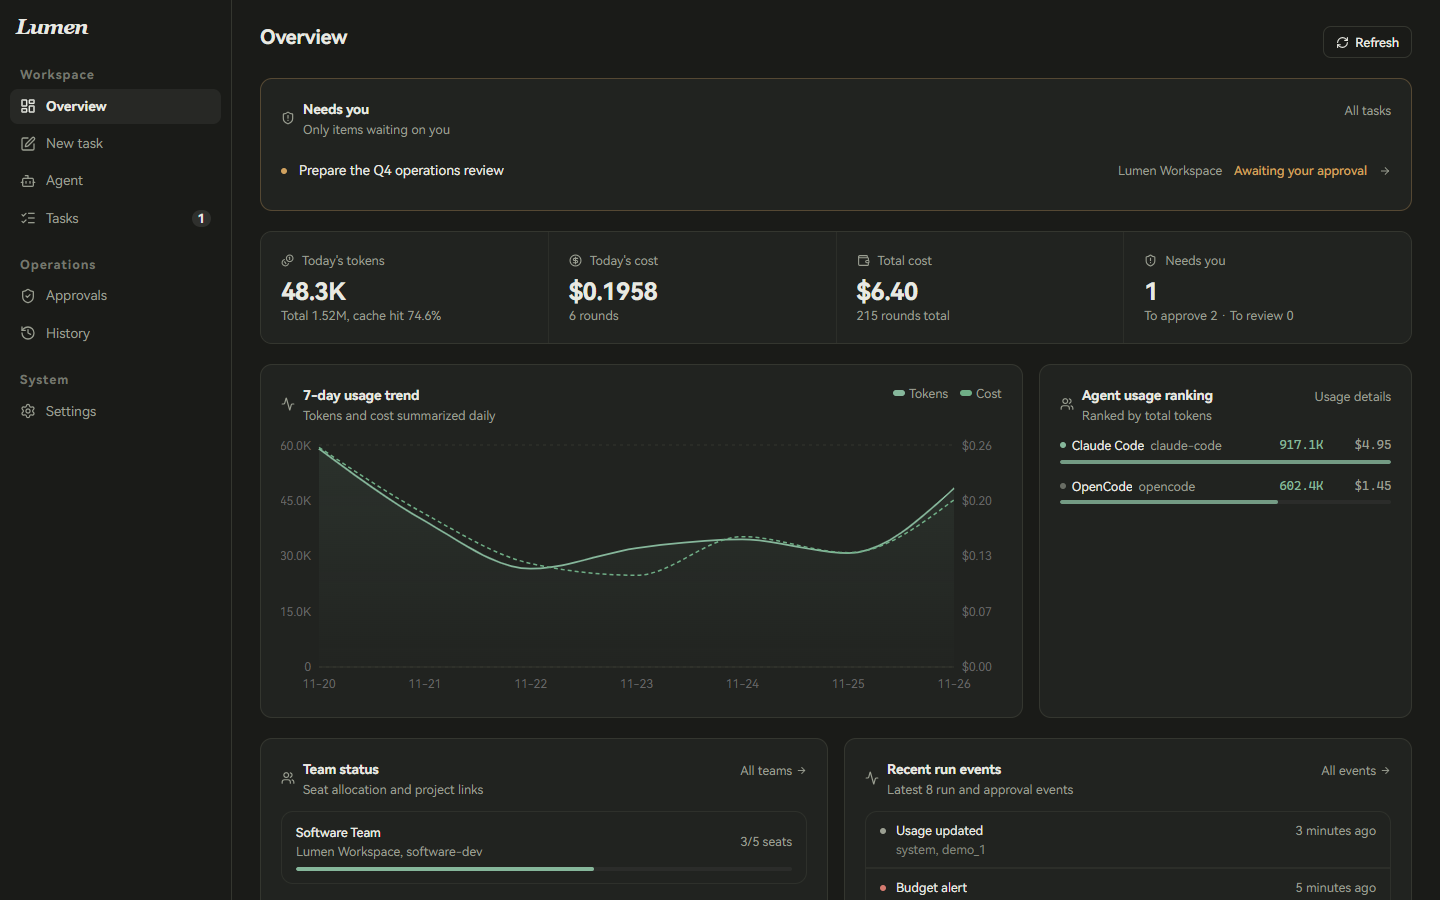 Lumen
Workspace
Overview
New task
Agent
Tasks 1
Operations
Approvals
History
System
Settings
Overview
Refresh
Needs you
Only items waiting on you
All tasks
Prepare the Q4 operations review
Lumen Workspace Awaiting your approval
Today's tokens
48.3K
Total 1.52M, cache hit 74.6%
Today's cost
$0.1958
6 rounds
Total cost
$6.40
215 rounds total
Needs you
1
To approve 2 · To review 0
7-day usage trend
Tokens and cost summarized daily
Tokens Cost
60.0K $0.26
45.0K $0.20
30.0K $0.13
15.0K $0.07
0 $0.00
11-20 11-21 11-22 11-23 11-24 11-25 11-26
Agent usage ranking
Ranked by total tokens
Usage details
Claude Code claude-code 917.1K $4.95
OpenCode opencode 602.4K $1.45
Team status
Seat allocation and project links
All teams →
Software Team
Lumen Workspace, software-dev
3/5 seats
Recent run events
Latest 8 run and approval events
All events →
Usage updated
system, demo_1
3 minutes ago
Budget alert
5 minutes ago